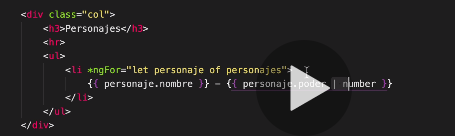 <div class="col">
<h3>Personajes</h3>
<hr>
<ul>
<li *ngFor="let personaje of personajes">
{{ personaje.nombre }} - {{ personaje.poder | number }}
</li>
</ul>
</div>